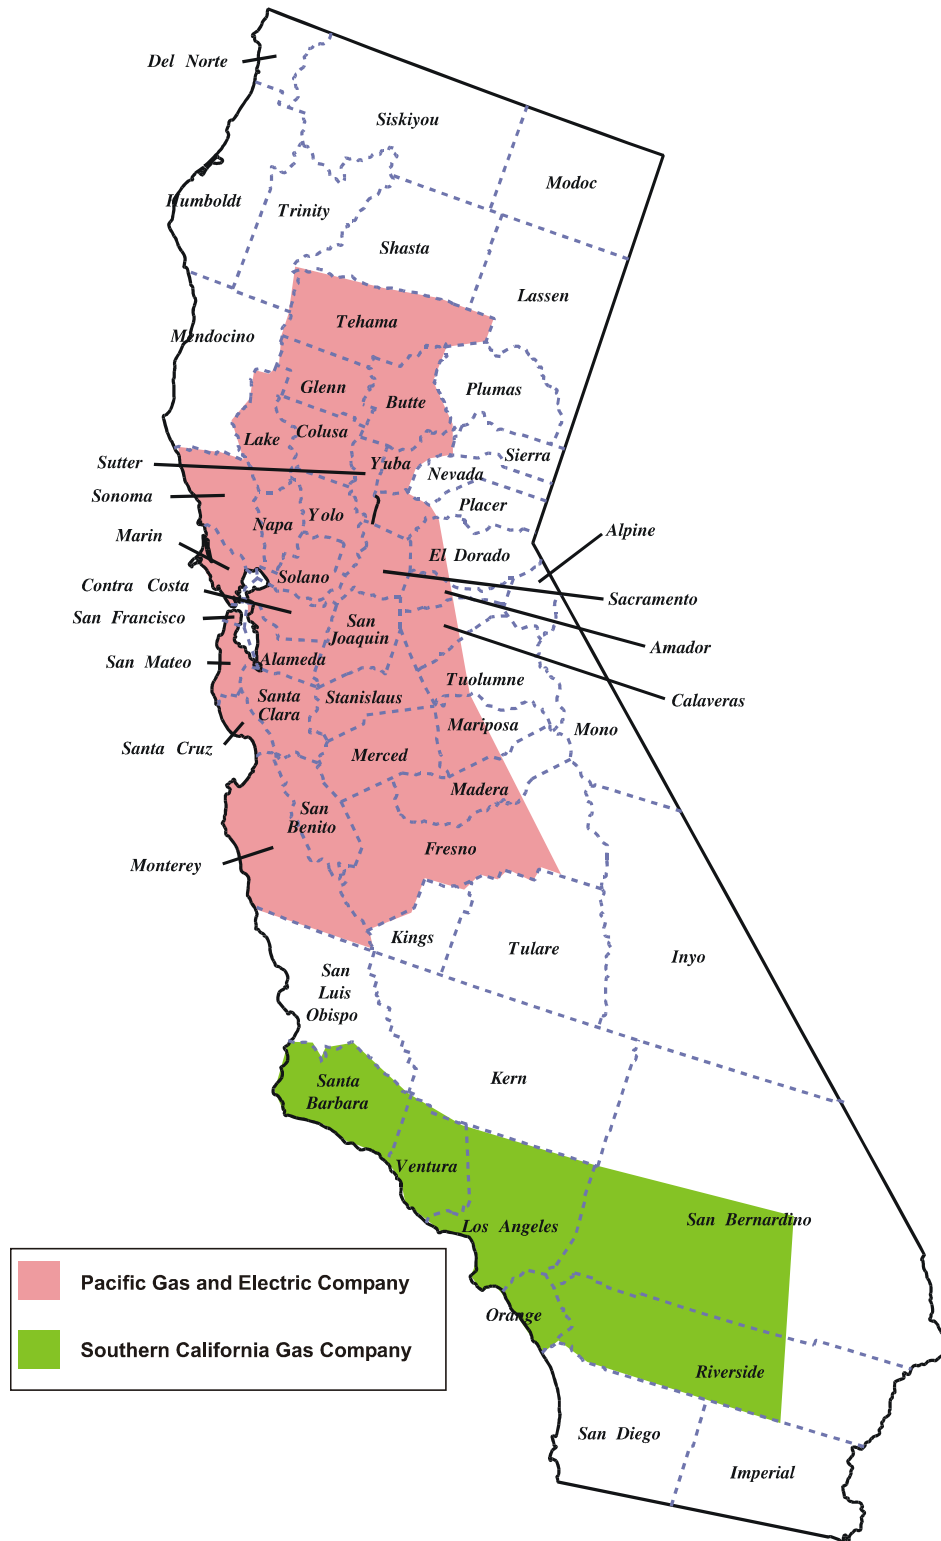 Del Norte
Siskiyou
Modoc
Humboldt
Trinity
Shasta
Lassen
Tehama
Mendocino
Glenn
Plumas
Butte
Colusa
Lake
Sierra
Sutter
Yuba
Nevada
Sonoma
Placer
Napa
Yolo
Marin
Alpine
El Dorado
Solano
Contra Costa
Sacramento
San Francisco
San
Joaquin
Amador
San Mateo
Alameda
Tuolumne
Calaveras
Santa
Clara
Stanislaus
Mariposa
Mono
Santa Cruz
Merced
Madera
San
Benito
Fresno
Monterey
Kings
Tulare
Inyo
San
Luis
Obispo
Kern
Santa
Barbara
Ventura
San Bernardino
Los Angeles
Orange
Riverside
San Diego
Imperial
Pacific Gas and Electric Company
Southern California Gas Company